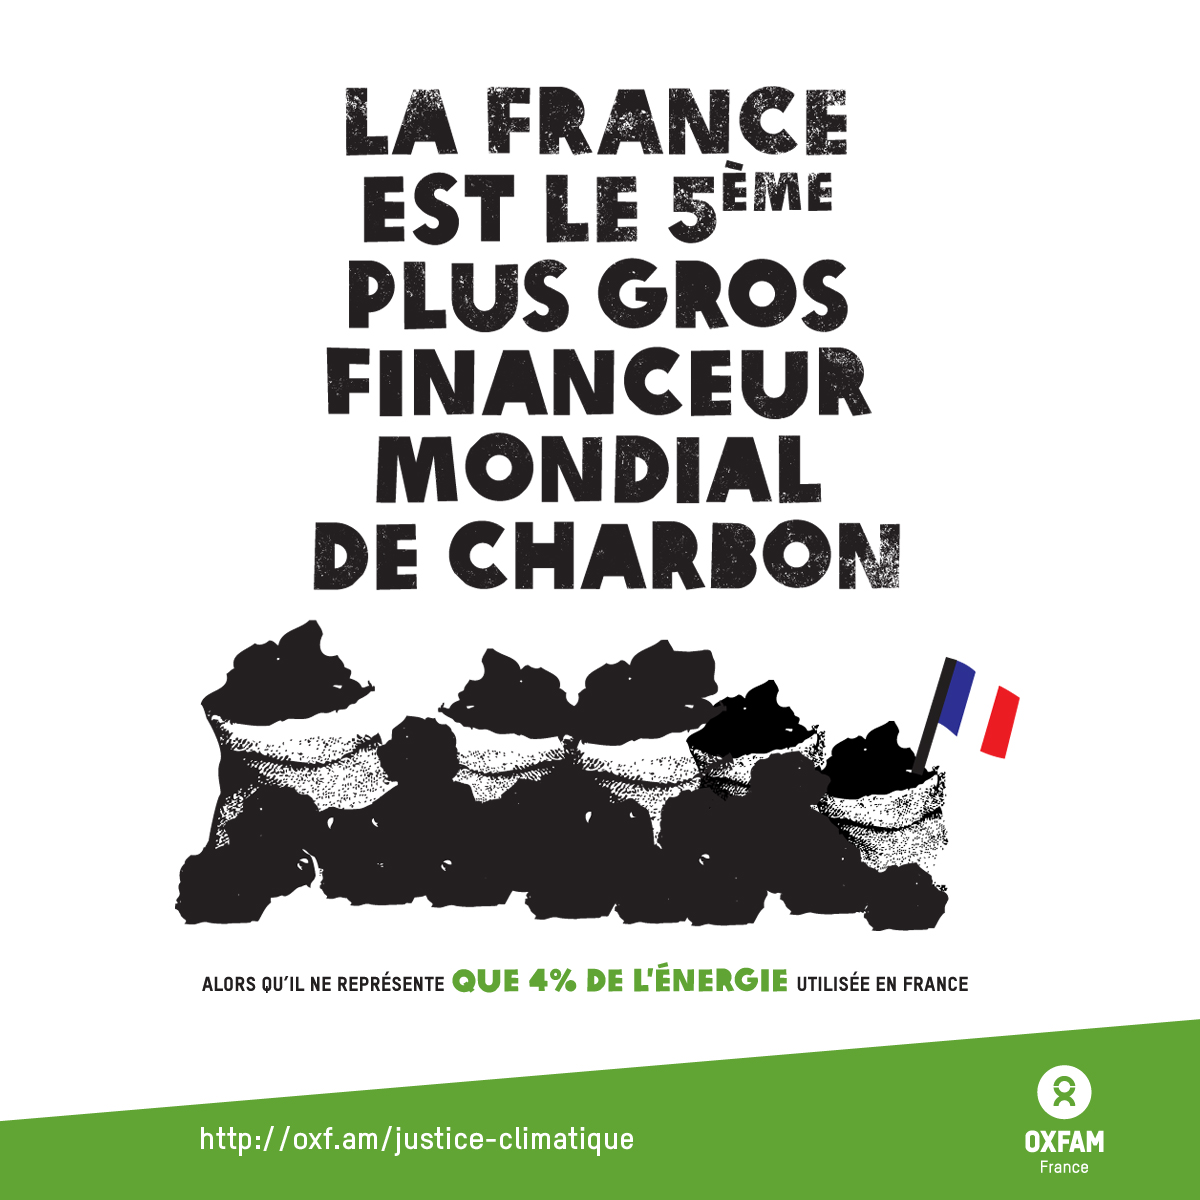 LA FRANCE
EST LE 5ÈME
PLUS GROS
FINANCEUR
MONDIAL
DE CHARBON
ALORS QU'IL NE REPRÉSENTE QUE 4% DE L'ÉNERGIE UTILISÉE EN FRANCE
http://oxf.am/justice-climatique
OXFAM
France